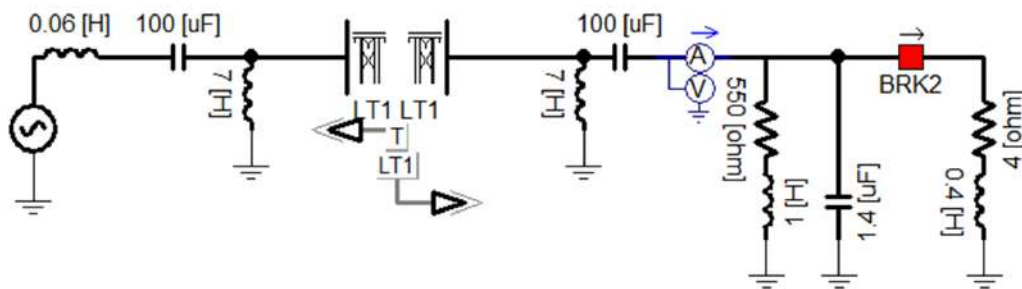 0.06 [H]
100 [uF]
7 [H]
LT1
LT1
T
LT1
7 [H]
100 [uF]
A
V
550 [ohm]
1 [H]
1.4 [uF]
BRK2
4 [ohm]
0.4 [H]